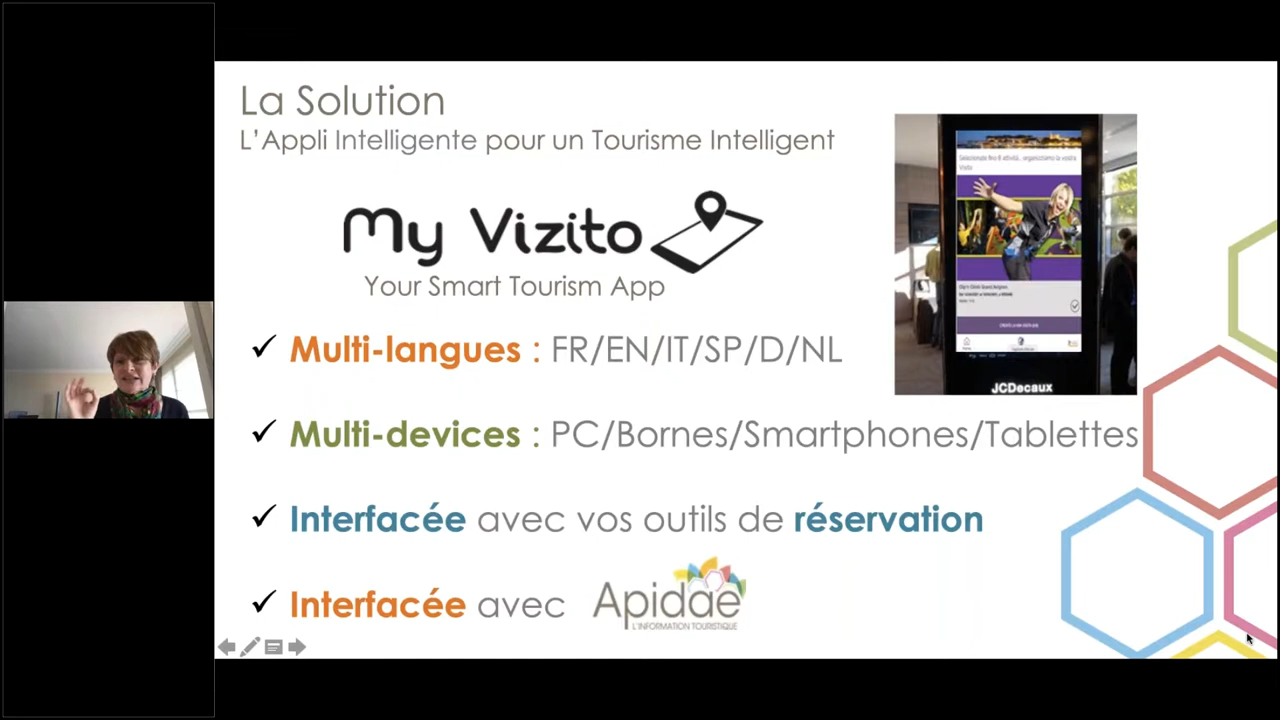 La Solution
L'Appli Intelligente pour un Tourisme Intelligent
My Vizito
Your Smart Tourism App
✓ Multi-langues : FR/EN/IT/SP/D/NL
✓ Multi-devices : PC/Bornes/Smartphones/Tablettes
✓ Interfacée avec vos outils de réservation
✓ Interfacée avec
Apidae
L'INFORMATION TOURISTIQUE
JCDecaux